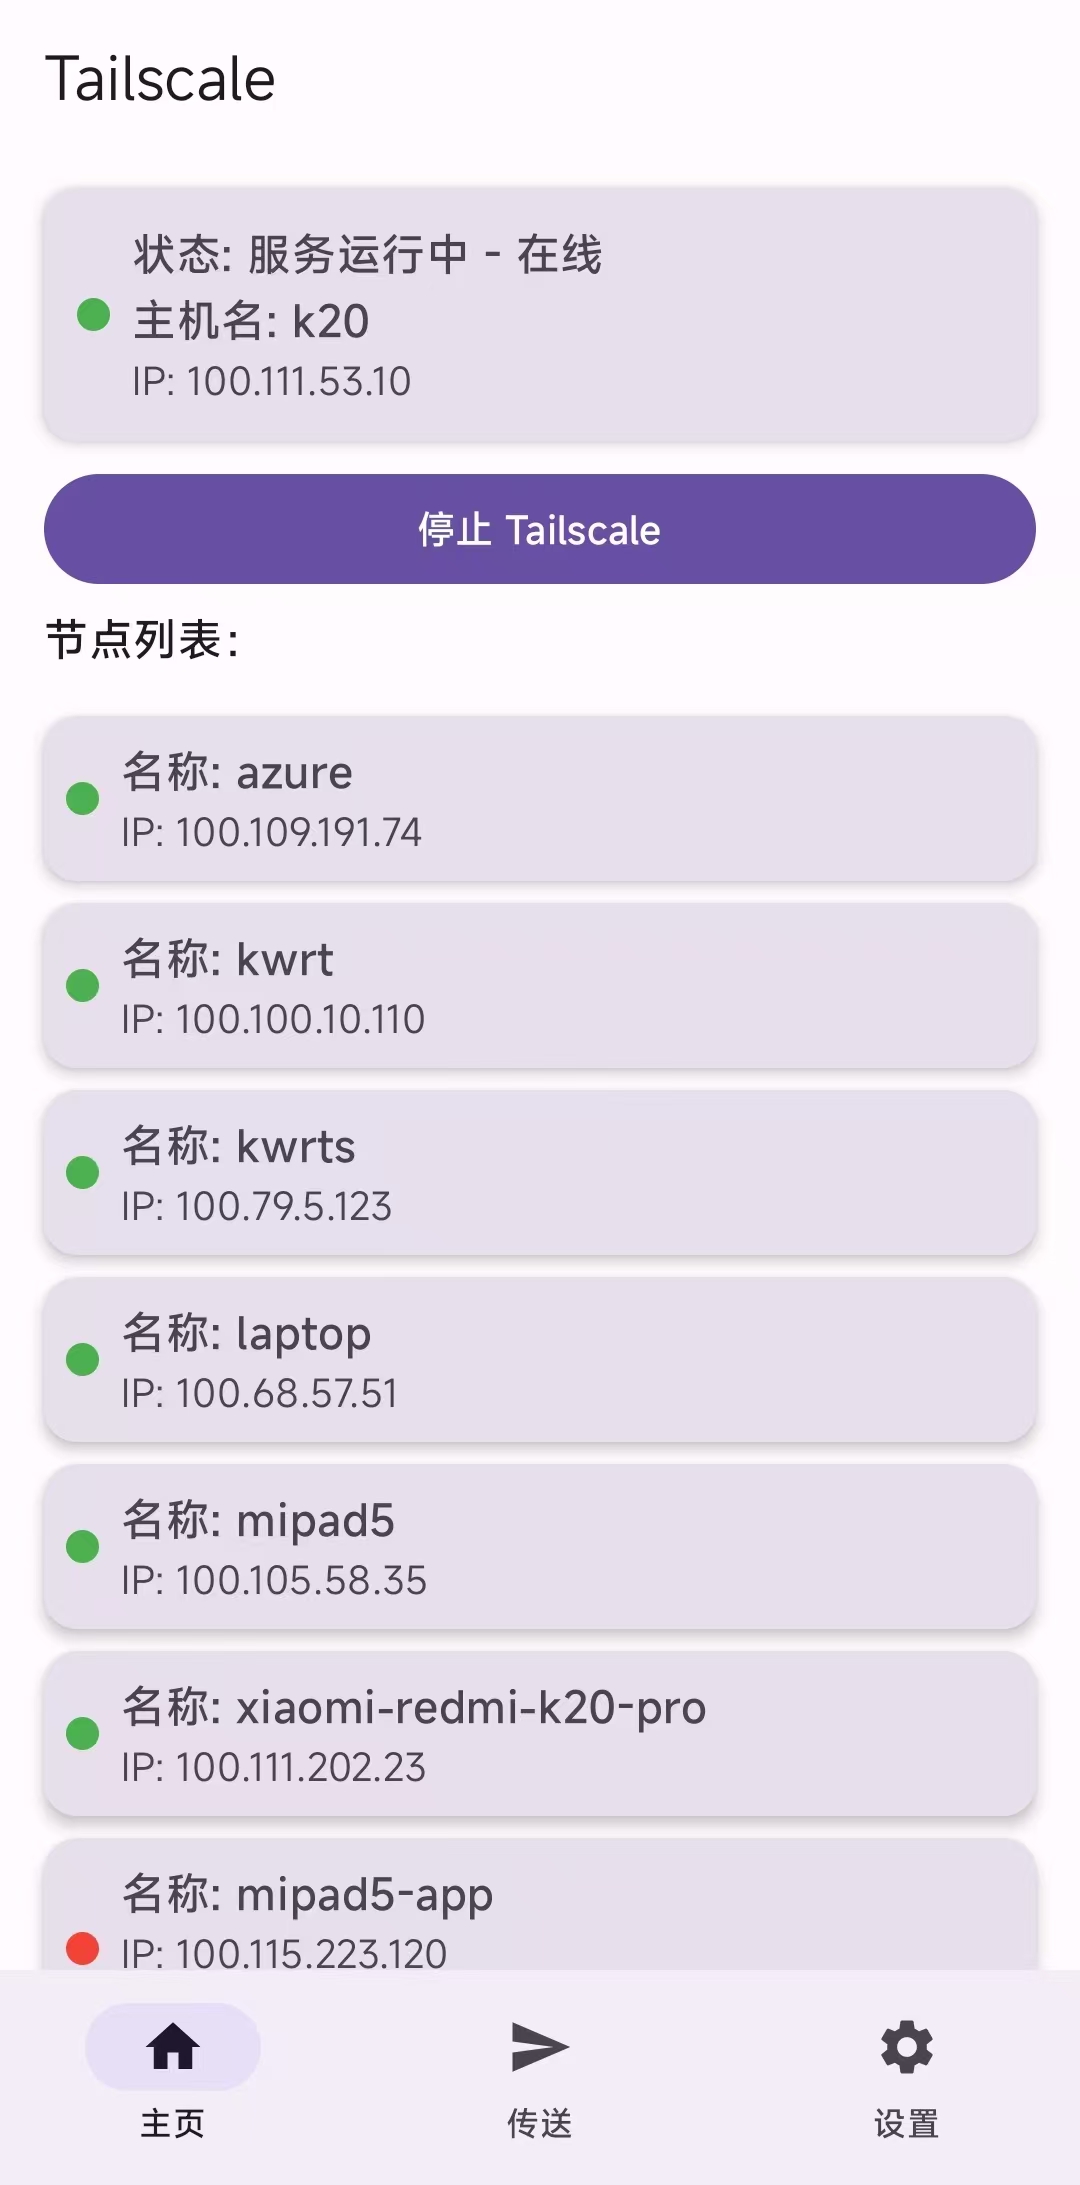 Tailscale
状态: 服务运行中 - 在线
主机名: k20
IP: 100.111.53.10
停止 Tailscale
节点列表:
名称: azure
IP: 100.109.191.74
名称: kwrt
IP: 100.100.10.110
名称: kwrts
IP: 100.79.5.123
名称: laptop
IP: 100.68.57.51
名称: mipad5
IP: 100.105.58.35
名称: xiaomi-redmi-k20-pro
IP: 100.111.202.23
名称: mipad5-app
IP: 100.115.223.120
主页
传送
设置